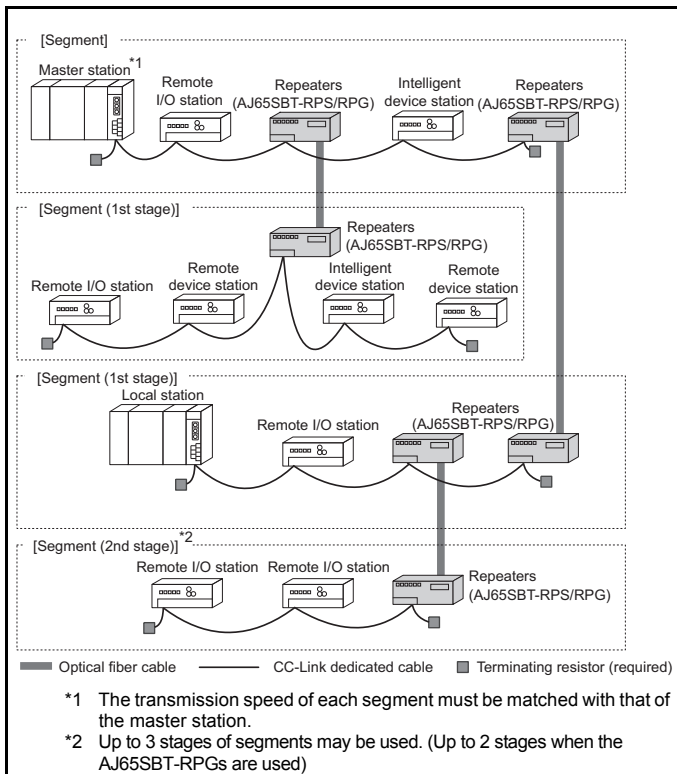 [Segment]
Master station*1
Remote
I/O station
Repeaters
(AJ65SBT-RPS/RPG)
Intelligent
device station
Repeaters
(AJ65SBT-RPS/RPG)
[Segment (1st stage)]
Repeaters
(AJ65SBT-RPS/RPG)
Remote I/O station
Remote
device station
Intelligent
device station
Remote
device station
[Segment (1st stage)]
Local station
Remote I/O station
Repeaters
(AJ65SBT-RPS/RPG)
[Segment (2nd stage)]*2
Remote I/O station
Remote I/O station
Repeaters
(AJ65SBT-RPS/RPG)
Optical fiber cable
CC-Link dedicated cable
Terminating resistor (required)
*1 The transmission speed of each segment must be matched with that of
the master station.
*2 Up to 3 stages of segments may be used. (Up to 2 stages when the
AJ65SBT-RPGs are used)